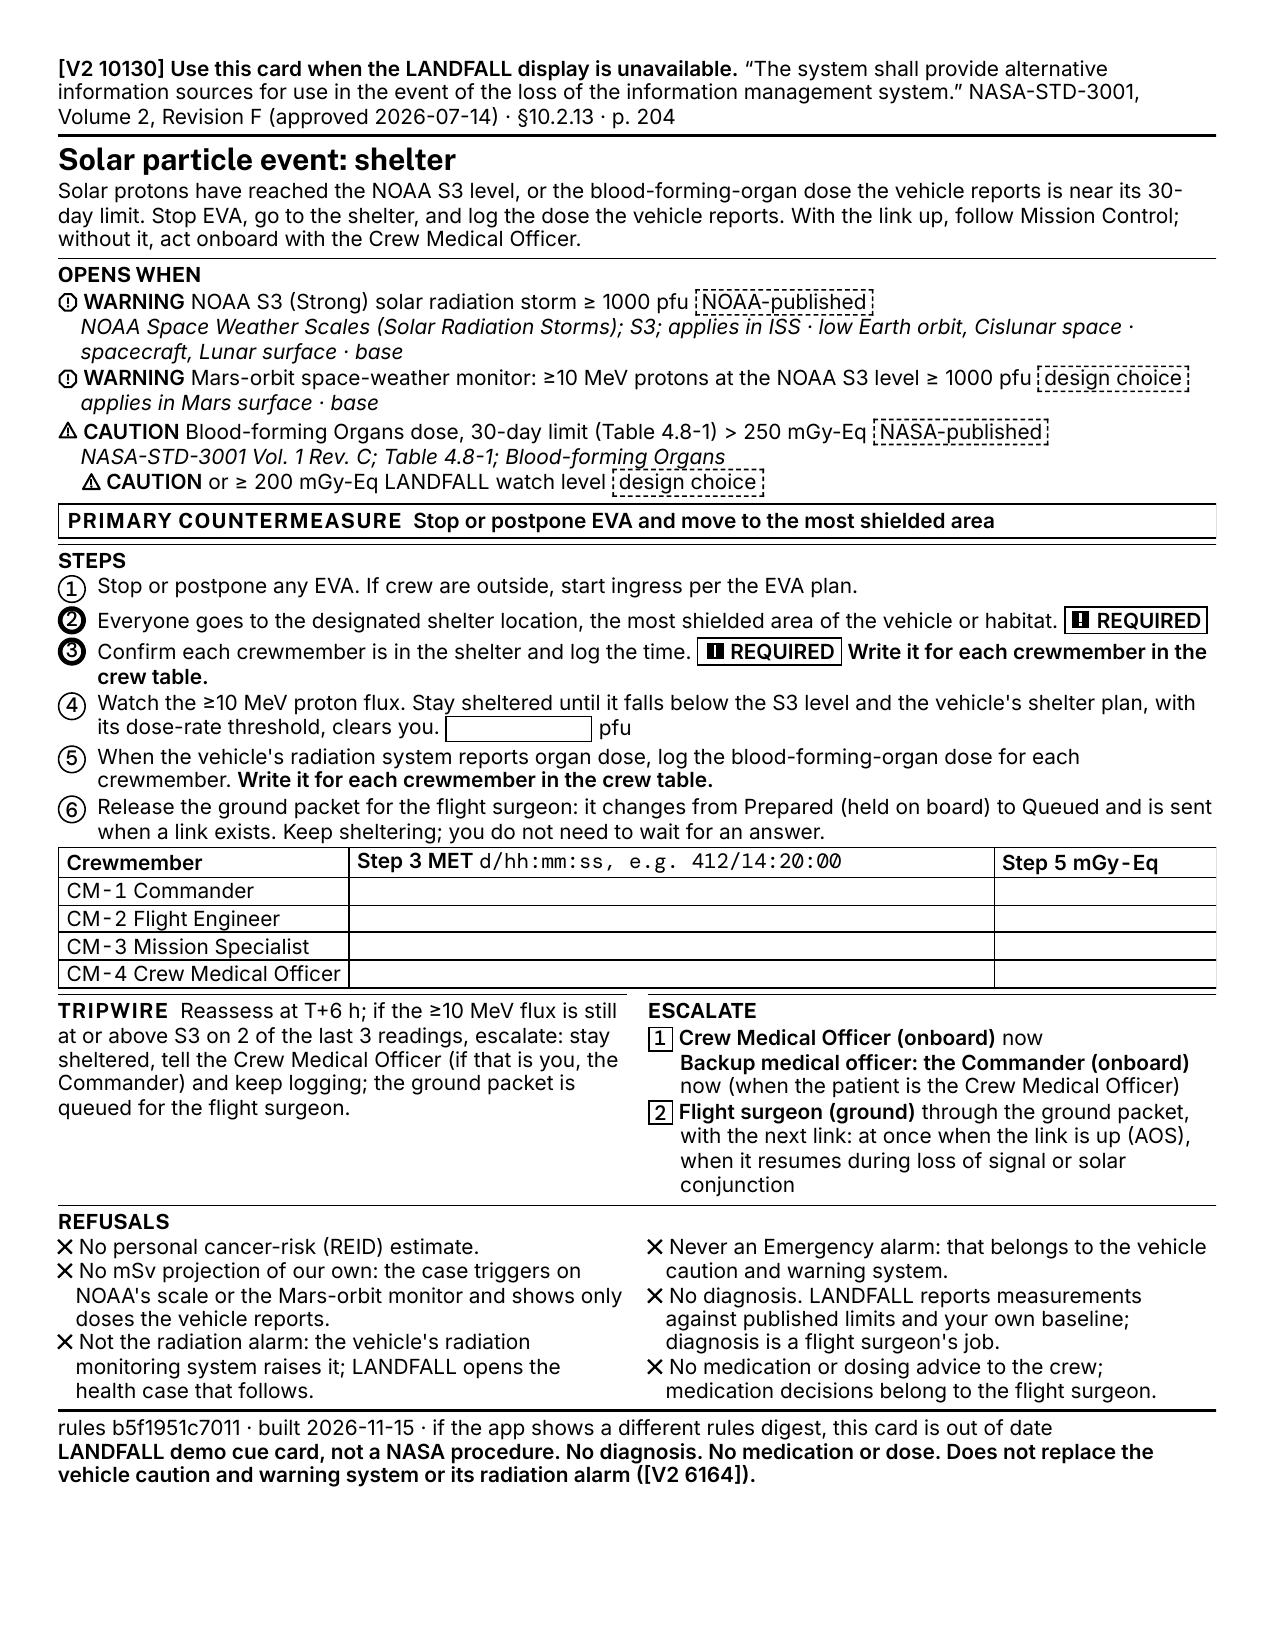 [V2 10130] Use this card when the LANDFALL display is unavailable. “The system shall provide alternative
information sources for use in the event of the loss of the information management system.” NASA-STD-3001,
Volume 2, Revision F (approved 2026-07-14) · §10.2.13 · p. 204
Solar particle event: shelter
Solar protons have reached the NOAA S3 level, or the blood-forming-organ dose the vehicle reports is near its 30-
day limit. Stop EVA, go to the shelter, and log the dose the vehicle reports. With the link up, follow Mission Control;
without it, act onboard with the Crew Medical Officer.
OPENS WHEN
WARNING NOAA S3 (Strong) solar radiation storm ≥ 1000 pfu NOAA-published
NOAA Space Weather Scales (Solar Radiation Storms); S3; applies in ISS · low Earth orbit, Cislunar space ·
spacecraft, Lunar surface · base
WARNING Mars-orbit space-weather monitor: ≥10 MeV protons at the NOAA S3 level ≥ 1000 pfu design choice
applies in Mars surface · base
CAUTION Blood-forming Organs dose, 30-day limit (Table 4.8-1) > 250 mGy-Eq NASA-published
NASA-STD-3001 Vol. 1 Rev. C; Table 4.8-1; Blood-forming Organs
CAUTION or ≥ 200 mGy-Eq LANDFALL watch level design choice
PRIMARY COUNTERMEASURE Stop or postpone EVA and move to the most shielded area
STEPS
1 Stop or postpone any EVA. If crew are outside, start ingress per the EVA plan.
2 Everyone goes to the designated shelter location, the most shielded area of the vehicle or habitat. ! REQUIRED
3 Confirm each crewmember is in the shelter and log the time. ! REQUIRED Write it for each crewmember in the
crew table.
4 Watch the ≥10 MeV proton flux. Stay sheltered until it falls below the S3 level and the vehicle's shelter plan, with
its dose-rate threshold, clears you. pfu
5 When the vehicle's radiation system reports organ dose, log the blood-forming-organ dose for each
crewmember. Write it for each crewmember in the crew table.
6 Release the ground packet for the flight surgeon: it changes from Prepared (held on board) to Queued and is sent
when a link exists. Keep sheltering; you do not need to wait for an answer.
Crewmember Step 3 MET d/hh:mm:ss, e.g. 412/14:20:00 Step 5 mGy-Eq
CM-1 Commander
CM-2 Flight Engineer
CM-3 Mission Specialist
CM-4 Crew Medical Officer
TRIPWIRE Reassess at T+6 h; if the ≥10 MeV flux is still
at or above S3 on 2 of the last 3 readings, escalate: stay
sheltered, tell the Crew Medical Officer (if that is you, the
Commander) and keep logging; the ground packet is
queued for the flight surgeon.
ESCALATE
1 Crew Medical Officer (onboard) now
Backup medical officer: the Commander (onboard)
now (when the patient is the Crew Medical Officer)
2 Flight surgeon (ground) through the ground packet,
with the next link: at once when the link is up (AOS),
when it resumes during loss of signal or solar
conjunction
REFUSALS
✕ No personal cancer-risk (REID) estimate.
✕ No mSv projection of our own: the case triggers on
NOAA's scale or the Mars-orbit monitor and shows only
doses the vehicle reports.
✕ Not the radiation alarm: the vehicle's radiation
monitoring system raises it; LANDFALL opens the
health case that follows.
✕ Never an Emergency alarm: that belongs to the vehicle
caution and warning system.
✕ No diagnosis. LANDFALL reports measurements
against published limits and your own baseline;
diagnosis is a flight surgeon's job.
✕ No medication or dosing advice to the crew;
medication decisions belong to the flight surgeon.
rules b5f1951c7011 · built 2026-11-15 · if the app shows a different rules digest, this card is out of date
LANDFALL demo cue card, not a NASA procedure. No diagnosis. No medication or dose. Does not replace the
vehicle caution and warning system or its radiation alarm ([V2 6164]).